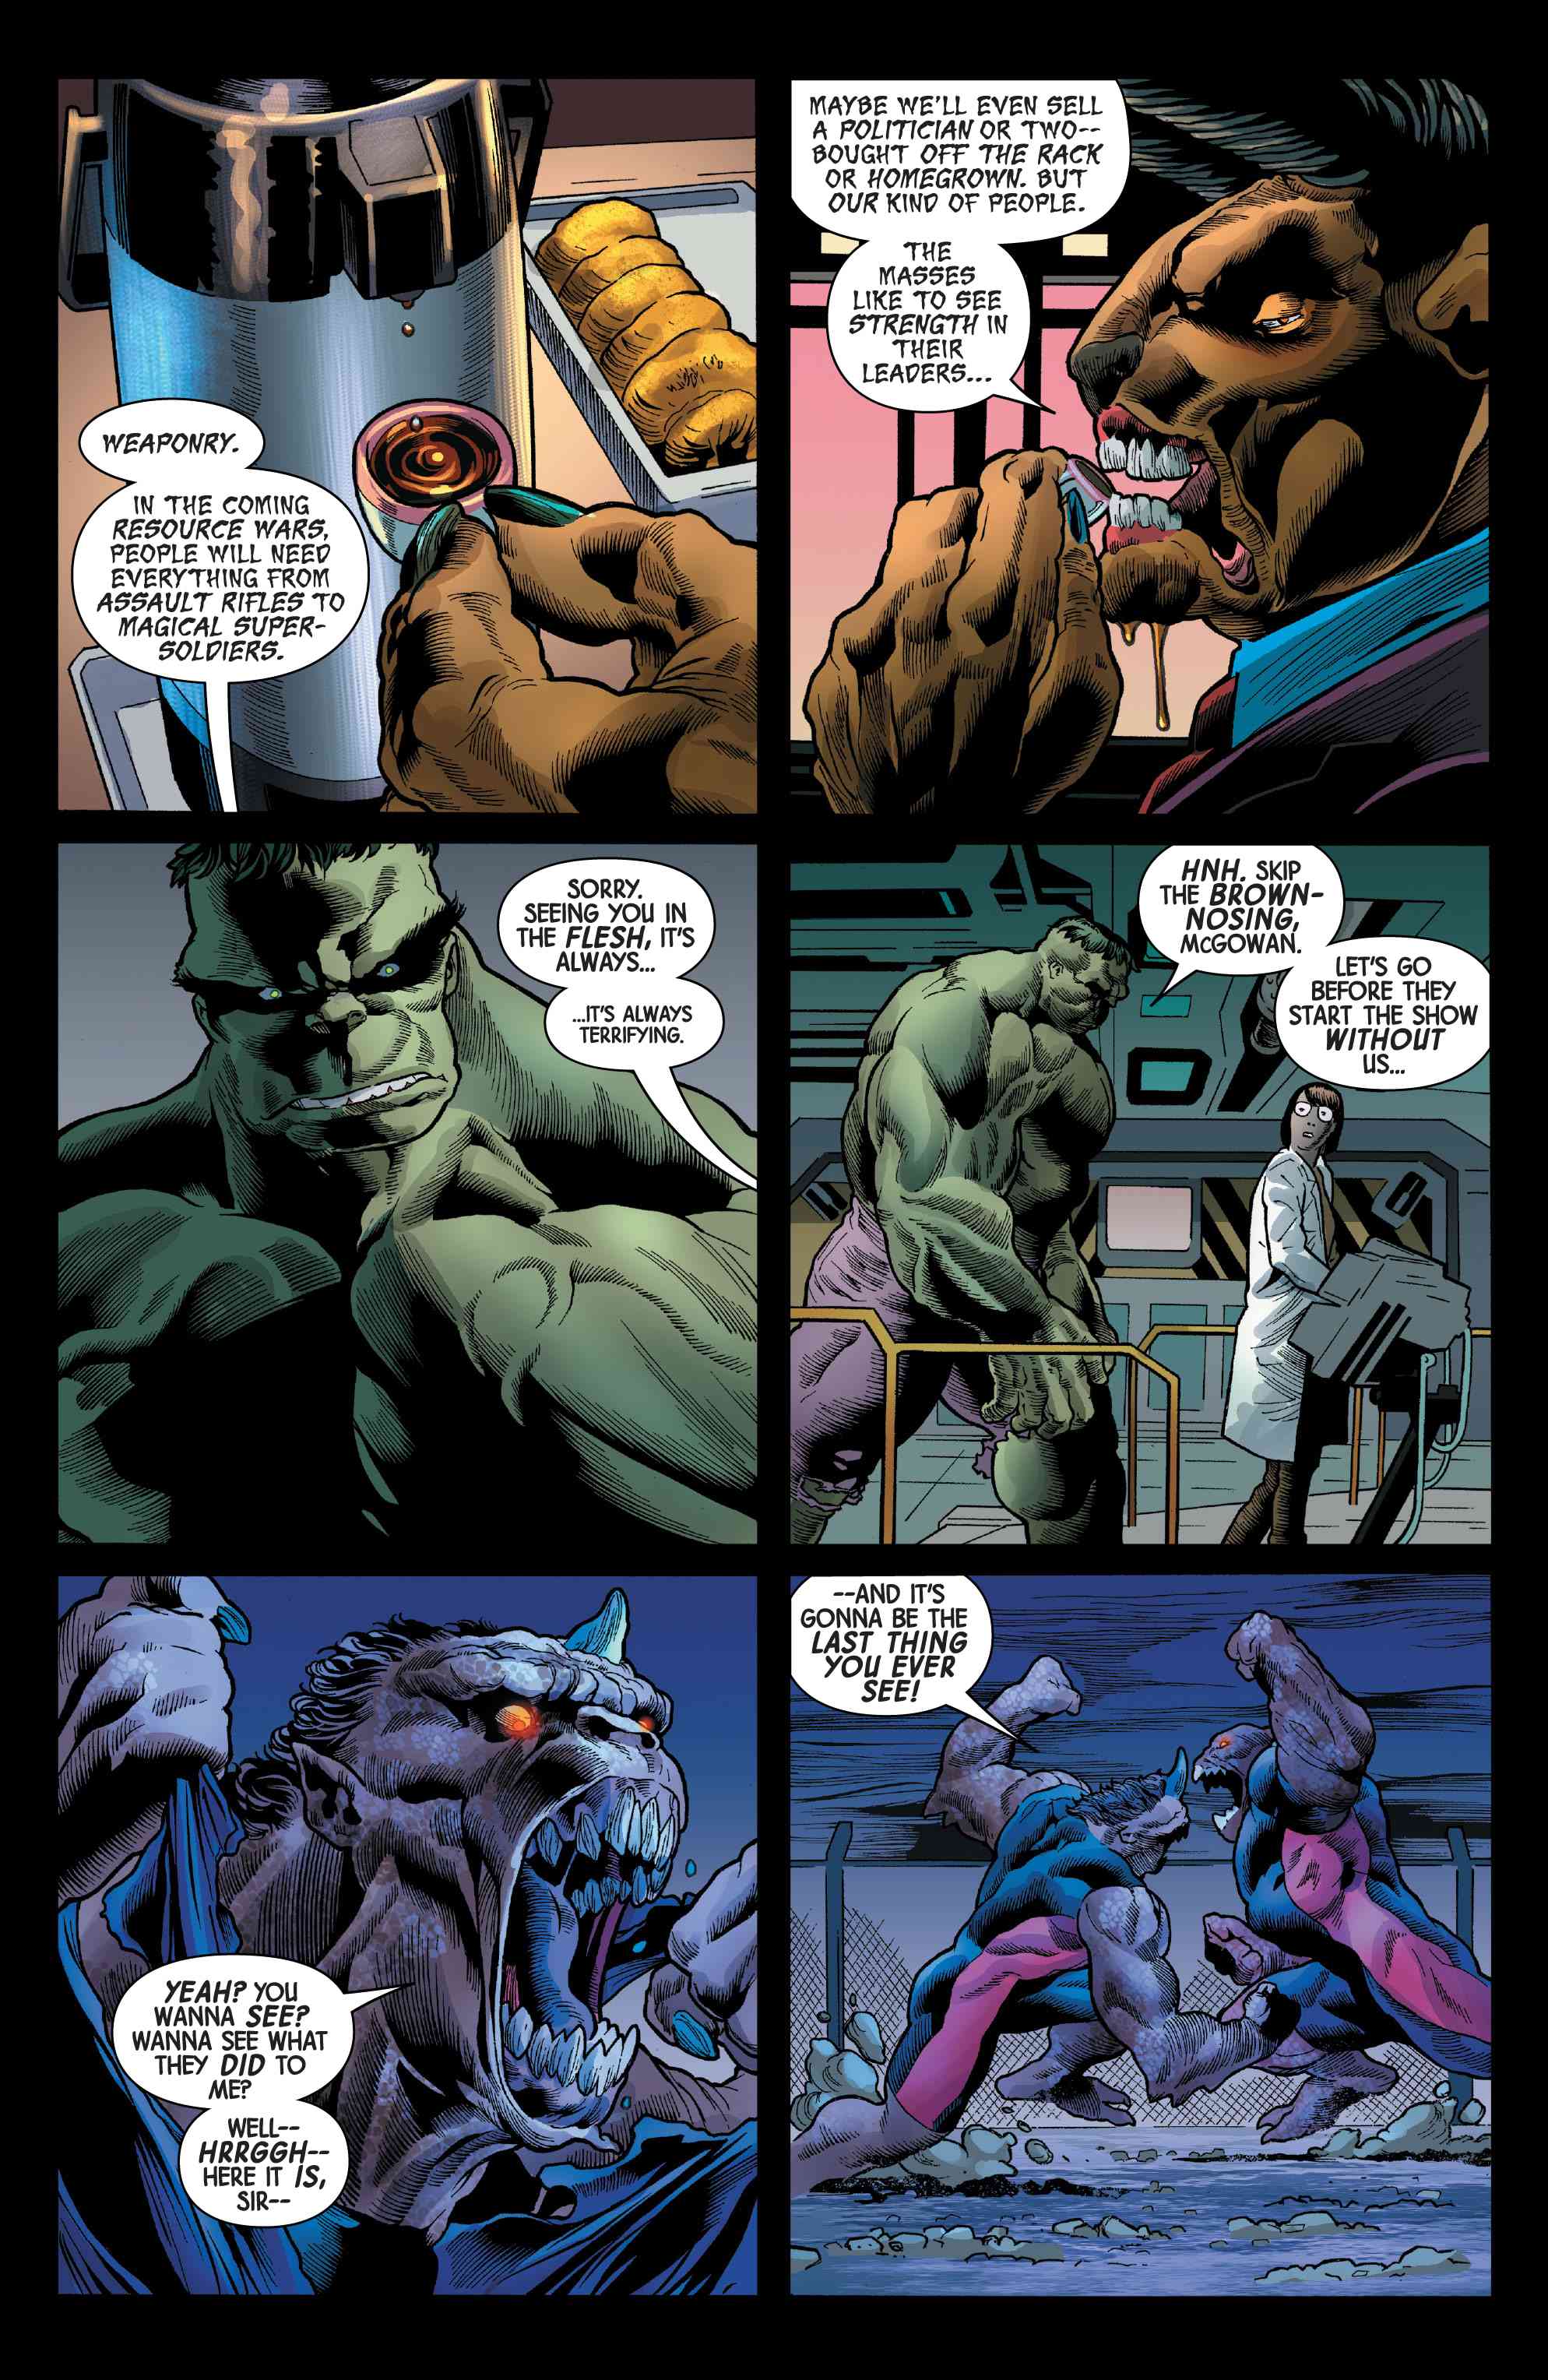 WEAPONRY.
IN THE COMING
RESOURCE WARS,
PEOPLE WILL NEED
EVERYTHING FROM
ASSAULT RIFLES TO
MAGICAL SUPER-
SOLDIERS.
MAYBE WE'LL EVEN SELL
A POLITICIAN OR TWO--
BOUGHT OFF THE RACK
OR HOMEGROWN. BUT
OUR KIND OF PEOPLE.
THE
MASSES
LIKE TO SEE
STRENGTH IN
THEIR
LEADERS...
SORRY.
SEEING YOU IN
THE FLESH, IT'S
ALWAYS...
...IT'S ALWAYS
TERRIFYING.
HNH. SKIP
THE BROWN-
NOSING,
McGOWAN.
LET'S GO
BEFORE THEY
START THE SHOW
WITHOUT
US...
YEAH? YOU
WANNA SEE?
WANNA SEE WHAT
THEY DID TO
ME?
WELL--
HRRGGH--
HERE IT IS,
SIR--
--AND IT'S
GONNA BE THE
LAST THING
YOU EVER
SEE!